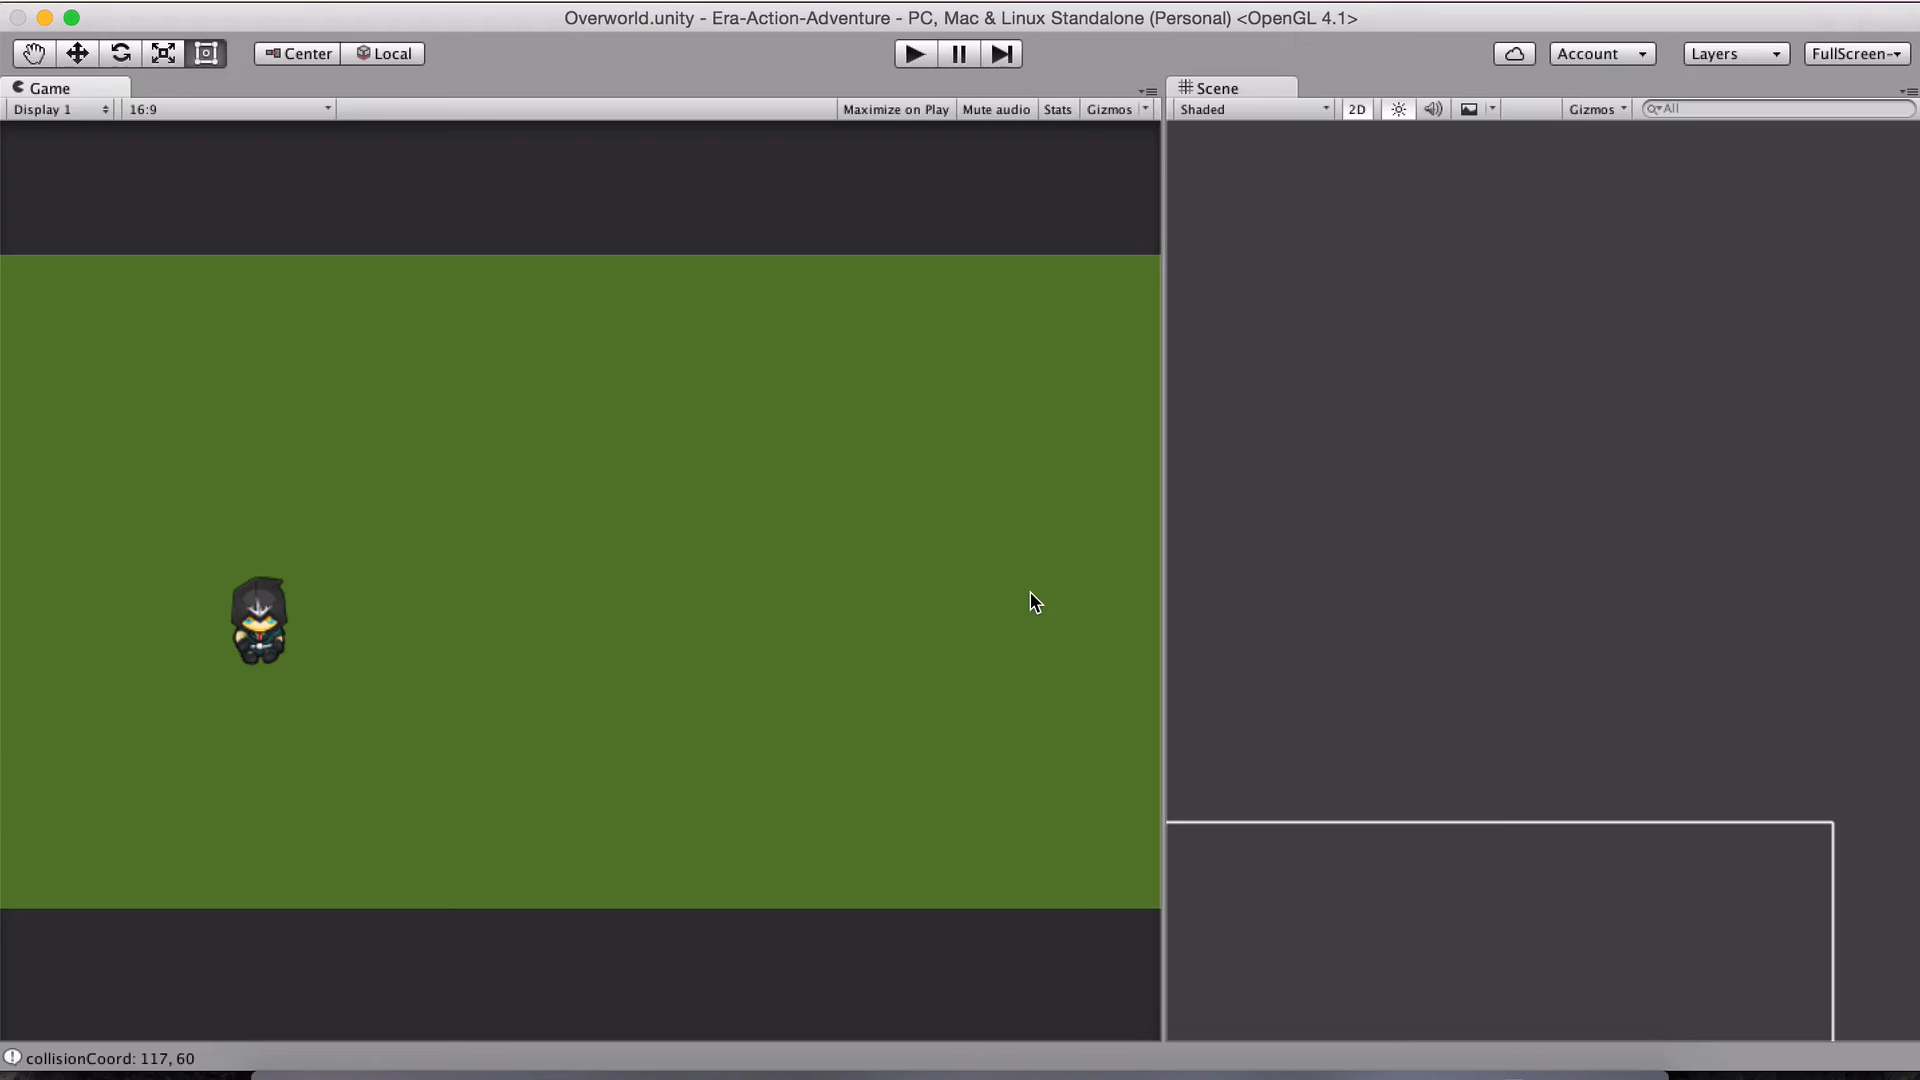 Overworld.unity - Era-Action-Adventure - PC, Mac & Linux Standalone (Personal) <OpenGL 4.1>
Center Local Account Layers FullScreen-
Game Scene
Display 1 16:9 Maximize on Play Mute audio Stats Gizmos Shaded 2D Gizmos All
collisionCoord: 117, 60